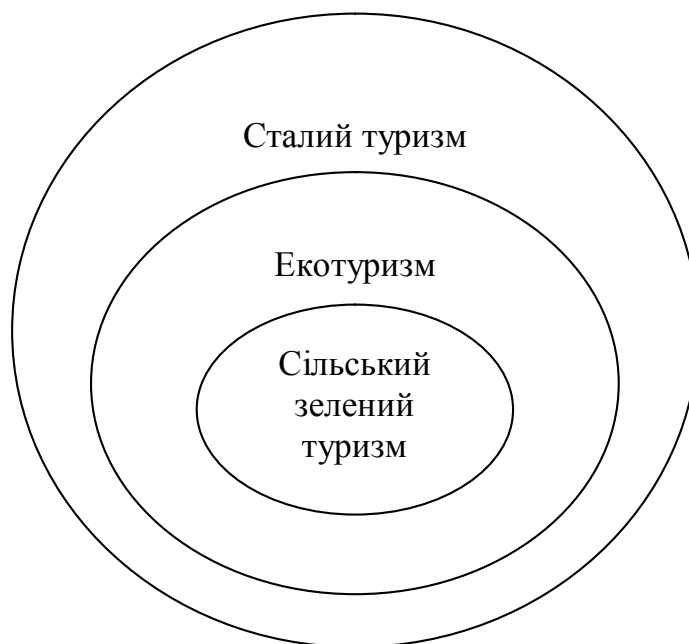 Сталий туризм
Екотуризм
Сільський
зелений
туризм